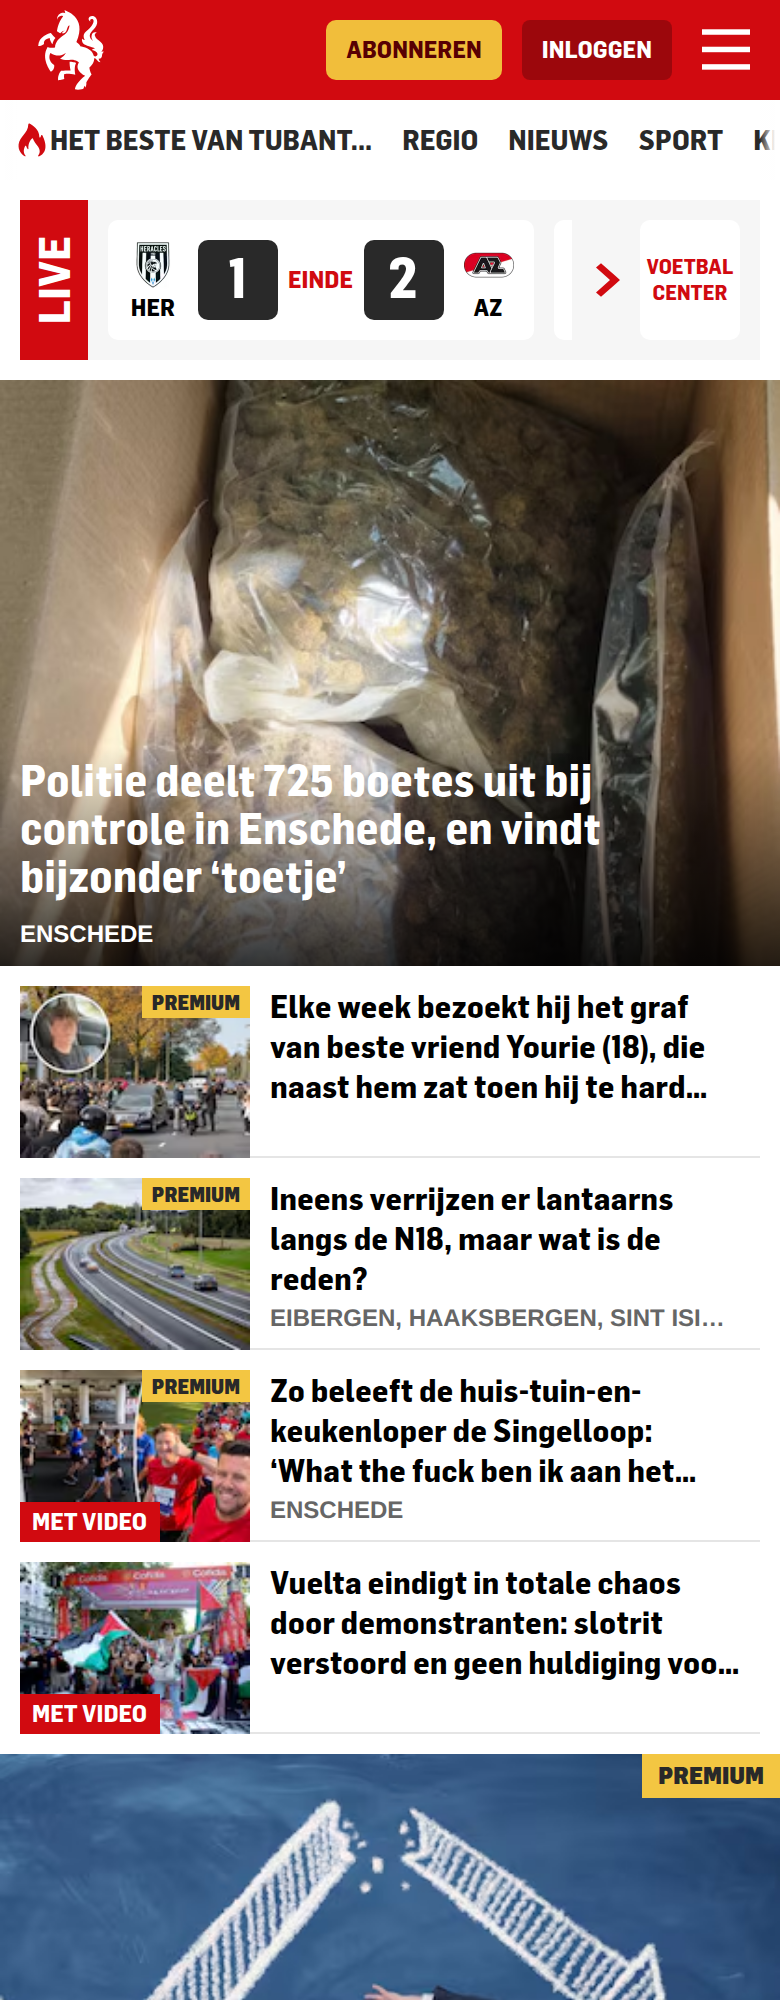 ABONNEREN
INLOGGEN
HET BESTE VAN TUBANT...
REGIO
NIEUWS
SPORT
LIVE
HERACLES
HER
1
EINDE
2
AZ
AZ
VOETBAL
CENTER
Politie deelt 725 boetes uit bij
controle in Enschede, en vindt
bijzonder ‘toetje’
ENSCHEDE
PREMIUM
Elke week bezoekt hij het graf
van beste vriend Yourie (18), die
naast hem zat toen hij te hard...
PREMIUM
Ineens verrijzen er lantaarns
langs de N18, maar wat is de
reden?
EIBERGEN, HAAKSBERGEN, SINT ISI...
PREMIUM
MET VIDEO
Zo beleeft de huis-tuin-en-
keukenloper de Singelloop:
‘What the fuck ben ik aan het...
ENSCHEDE
Cofidis
Cofidis
MET VIDEO
Vuelta eindigt in totale chaos
door demonstranten: slotrit
verstoord en geen huldiging voo...
PREMIUM